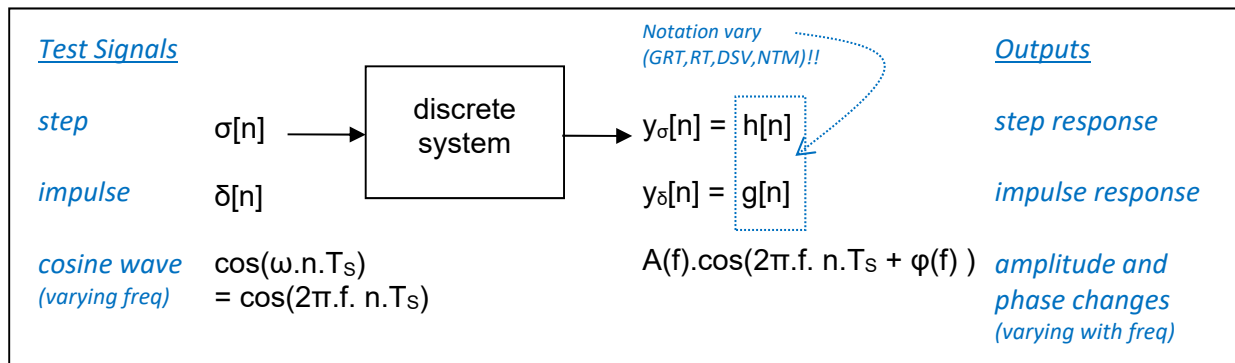 Test Signals
Notation vary
(GRT,RT,DSV,NTM)!!
Outputs
step
σ[n]
discrete
system
yσ[n] = h[n]
step response
impulse
δ[n]
yδ[n] = g[n]
impulse response
cosine wave
(varying freq)
cos(ω.n.TS)
= cos(2π.f. n.TS)
A(f).cos(2π.f. n.TS + φ(f) )
amplitude and
phase changes
(varying with freq)